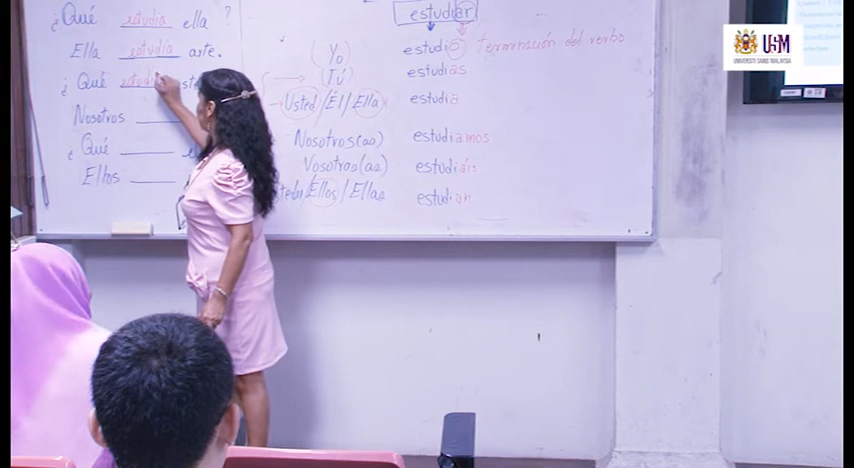 ¿Qué estudia ella?
Ella estudia arte.
¿Qué estudia
Nosotros
¿Qué
Ellos
estudiar
Yo
Tú
Usted/Él/Ella
Nosotros(as)
Vosotros(as)
Ellos/Ellas
estudio Terminación del verbo
estudias
estudia
estudiamos
estudiáis
estudian
USM
UNIVERSITI SAINS MALAYSIA